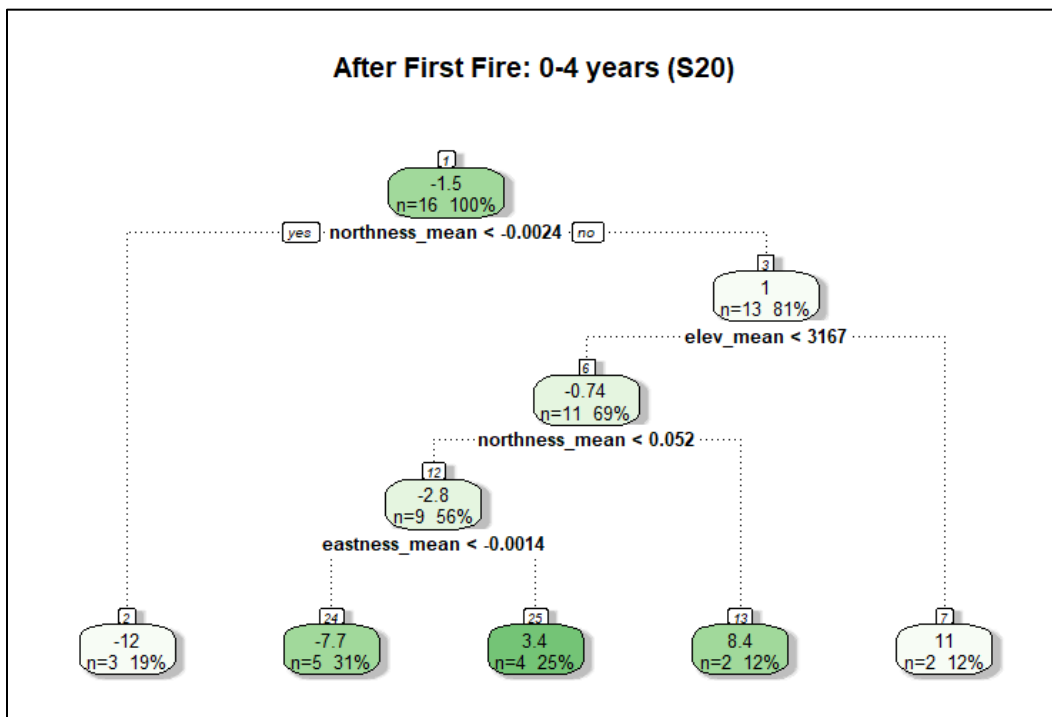 After First Fire: 0-4 years (S20)
1
-1.5
n=16 100%
yes northness_mean < -0.0024 no
3
1
n=13 81%
elev_mean < 3167
6
-0.74
n=11 69%
northness_mean < 0.052
12
-2.8
n=9 56%
eastness_mean < -0.0014
2
-12
n=3 19%
24
-7.7
n=5 31%
25
3.4
n=4 25%
13
8.4
n=2 12%
7
11
n=2 12%